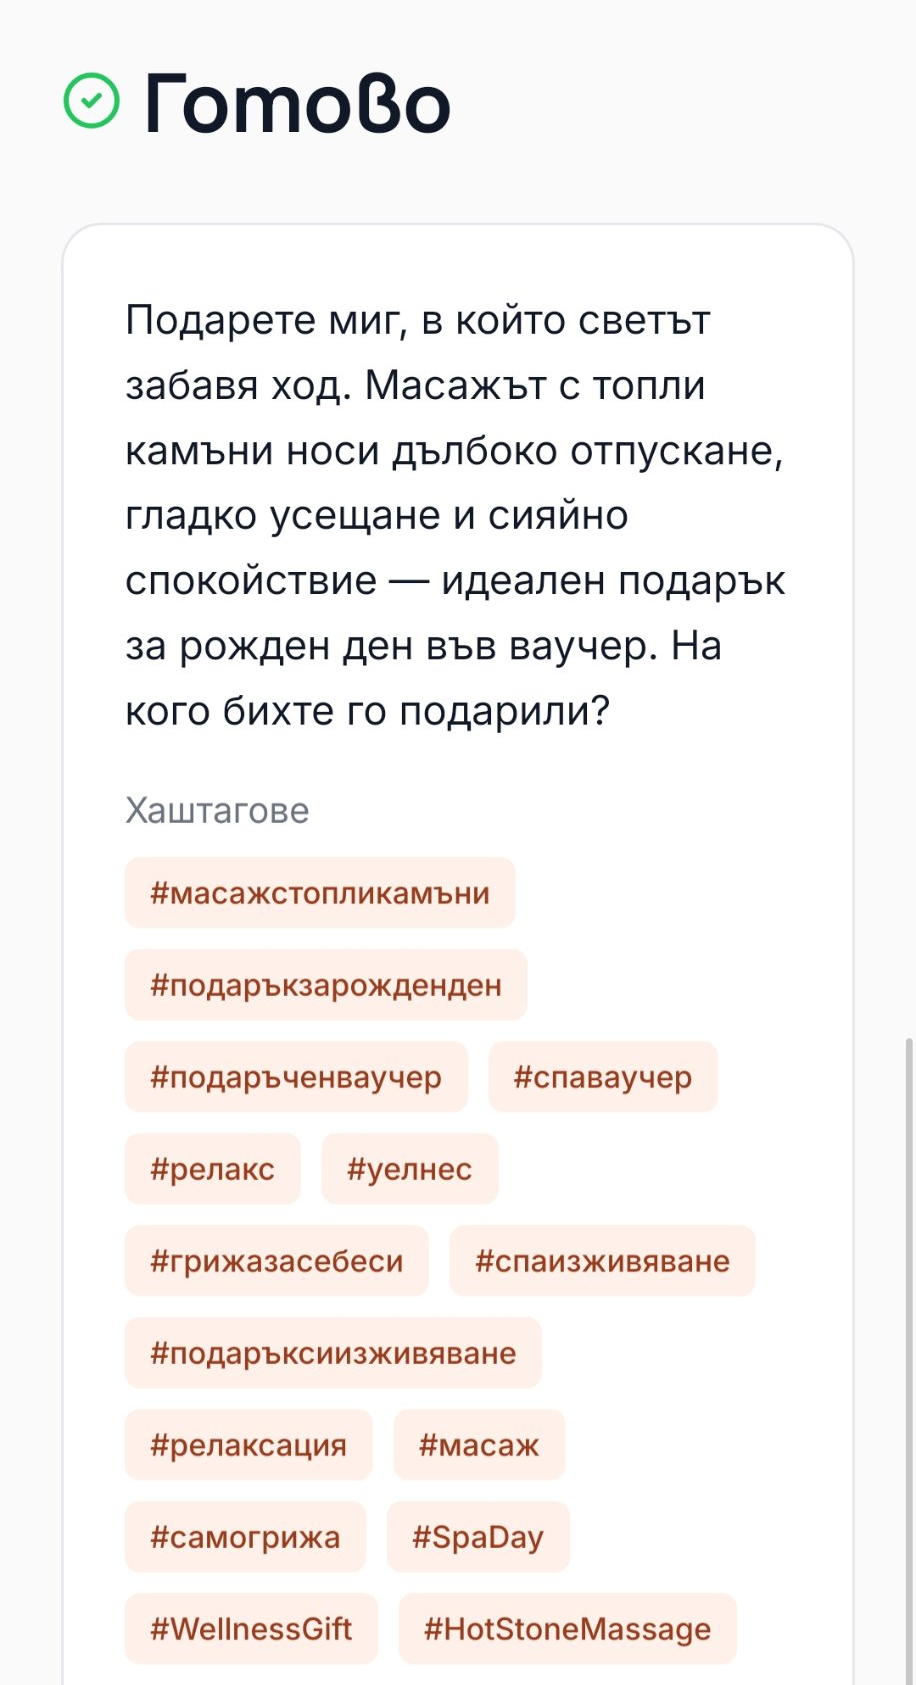 Готово
Подарете миг, в който светът
забавя ход. Масажът с топли
камъни носи дълбоко отпускане,
гладко усещане и сияйно
спокойствие — идеален подарък
за рожден ден във ваучер. На
кого бихте го подарили?
Хаштагове
#масажстопликамъни
#подаръкзарожденден
#подаръченваучер #спаваучер
#релакс #уелнес
#грижазасебеси #спаизживяване
#подаръксиизживяване
#релаксация #масаж
#самогрижа #SpaDay
#WellnessGift #HotStoneMassage